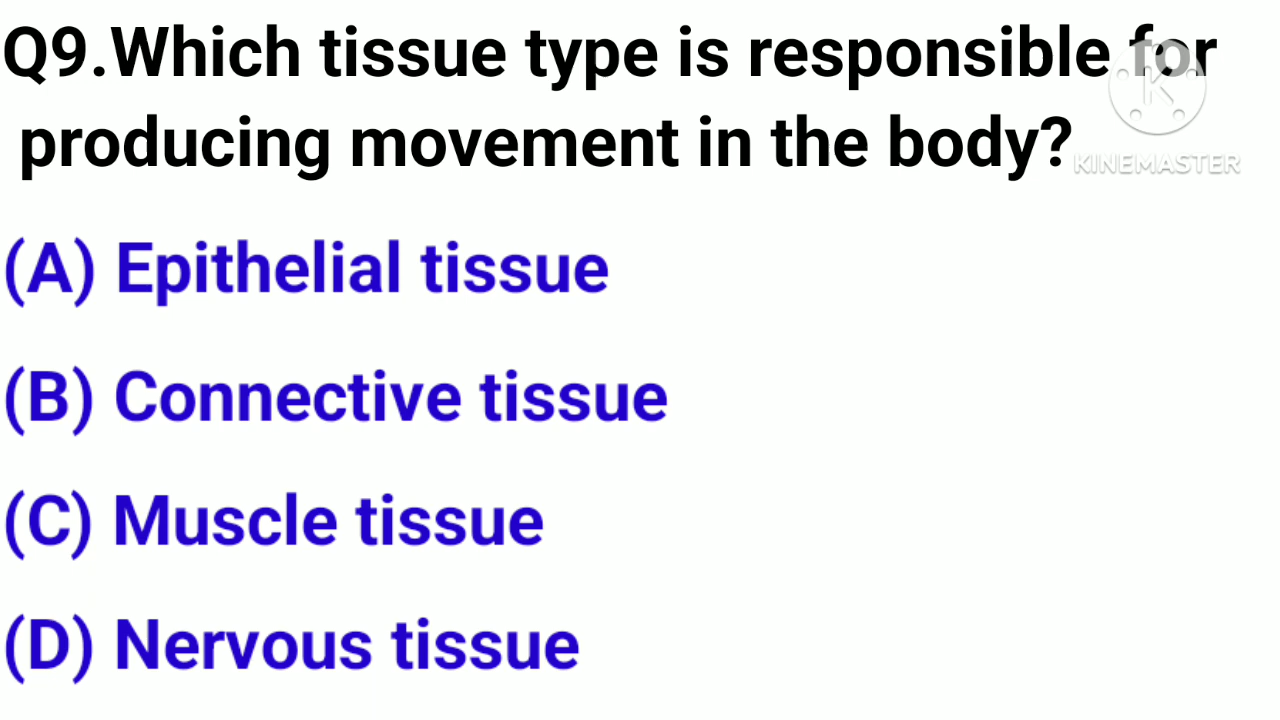 Q9.Which tissue type is responsible for
producing movement in the body?
KINEMASTER
(A) Epithelial tissue
(B) Connective tissue
(C) Muscle tissue
(D) Nervous tissue